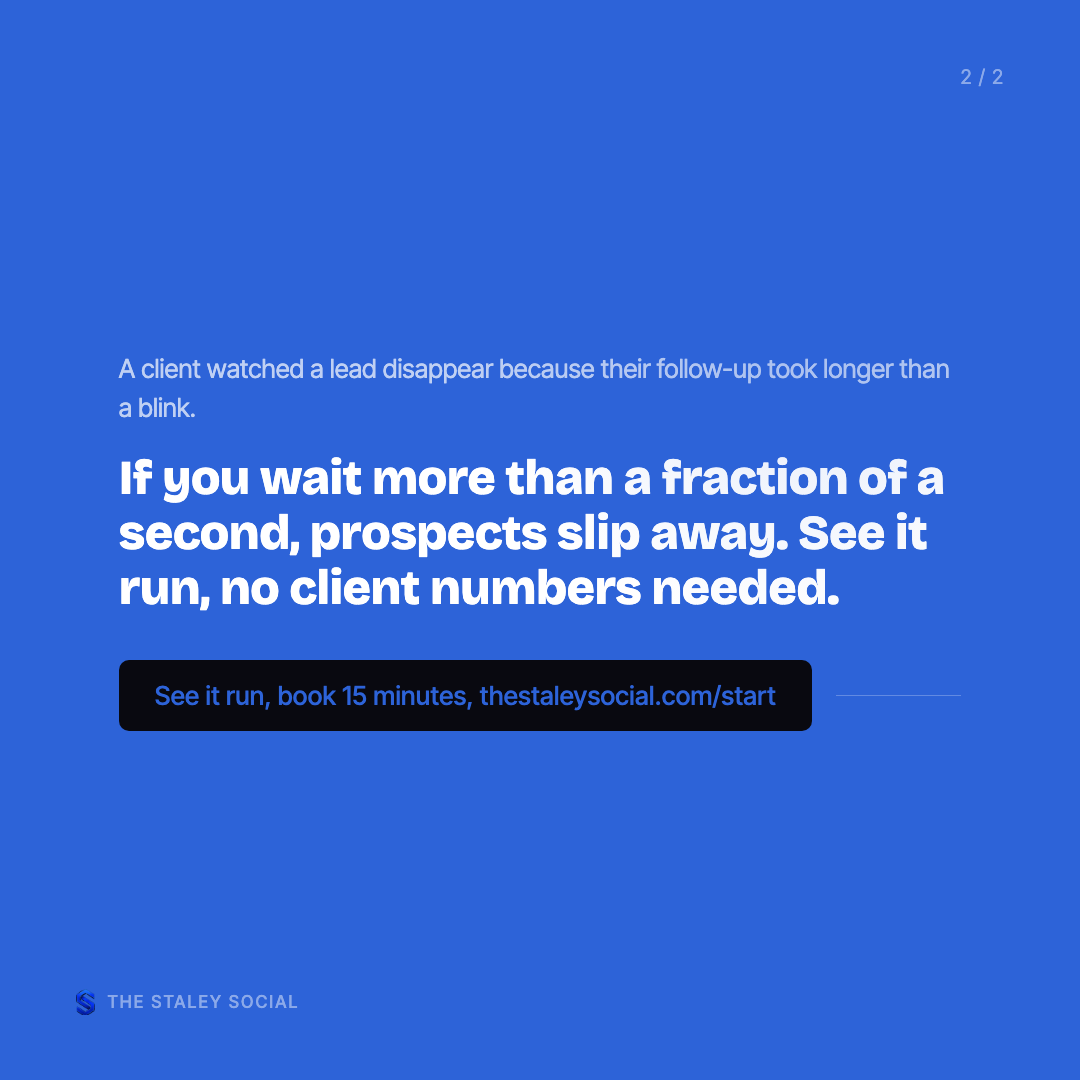 2 / 2
A client watched a lead disappear because their follow-up took longer than
a blink.
If you wait more than a fraction of a
second, prospects slip away. See it
run, no client numbers needed.
See it run, book 15 minutes, thestaleysocial.com/start
THE STALEY SOCIAL